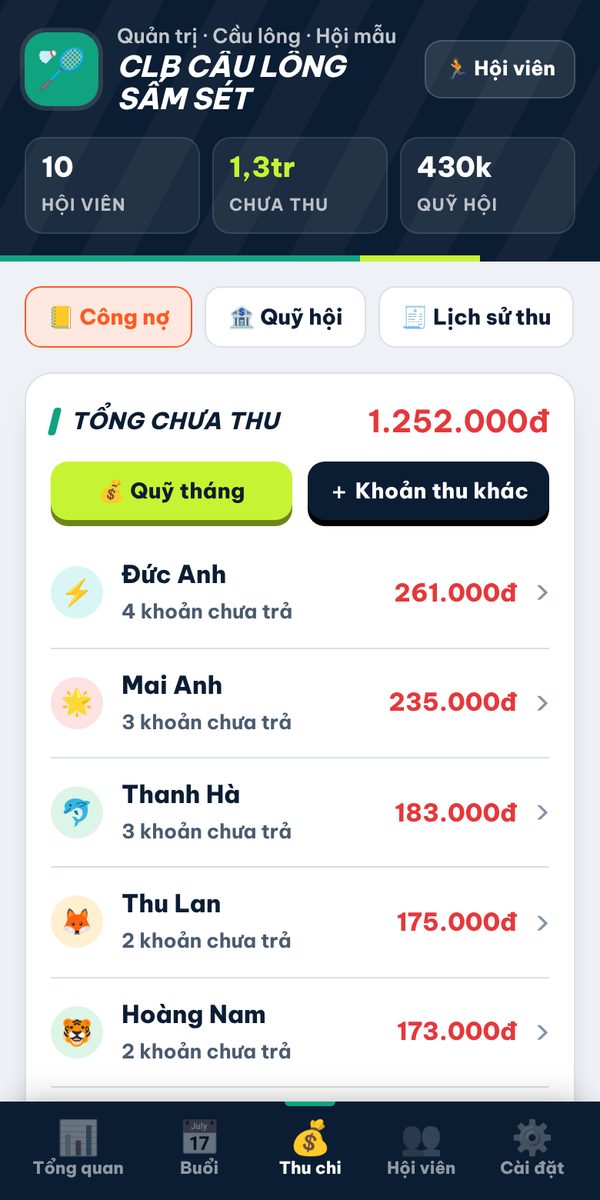 Quản trị · Cầu lông · Hội mẫu
CLB CẦU LÔNG
SẤM SÉT
🏃 Hội viên
10
HỘI VIÊN
1,3tr
CHƯA THU
430k
QUỸ HỘI
📒 Công nợ
🏦 Quỹ hội
🧾 Lịch sử thu
TỔNG CHƯA THU
1.252.000đ
💰 Quỹ tháng
+ Khoản thu khác
Đức Anh
4 khoản chưa trả
261.000đ
Mai Anh
3 khoản chưa trả
235.000đ
Thanh Hà
3 khoản chưa trả
183.000đ
Thu Lan
2 khoản chưa trả
175.000đ
Hoàng Nam
2 khoản chưa trả
173.000đ
July
17
Tổng quan
Buổi
Thu chi
Hội viên
Cài đặt